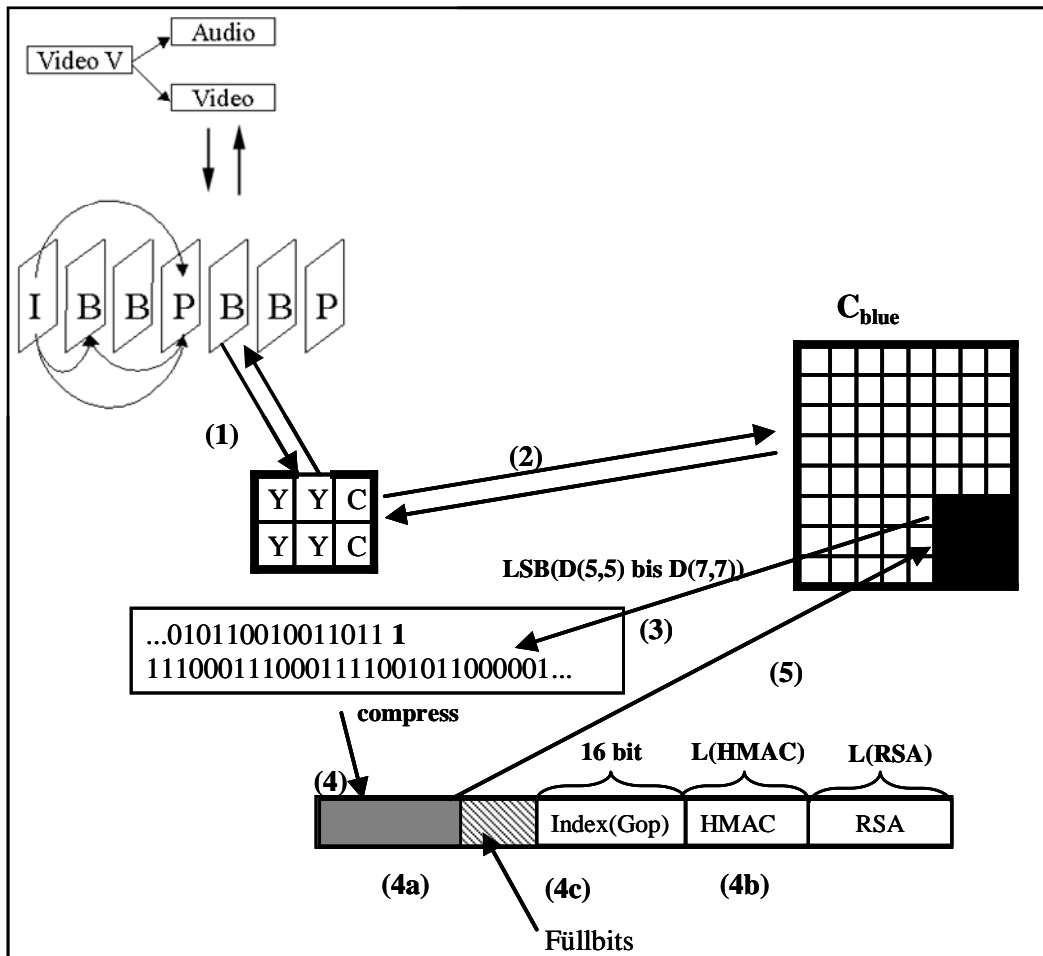 Audio
Video V
Video
I B B P B B P
C_blue
(1)
(2)
Y Y C
Y Y C
LSB(D(5,5) bis D(7,7))
(3)
...010110010011011 1
1110001110001111001011000001...
(5)
compress
16 bit L(HMAC) L(RSA)
(4)
Index(Gop) HMAC RSA
(4a) (4c) (4b)
Füllbits